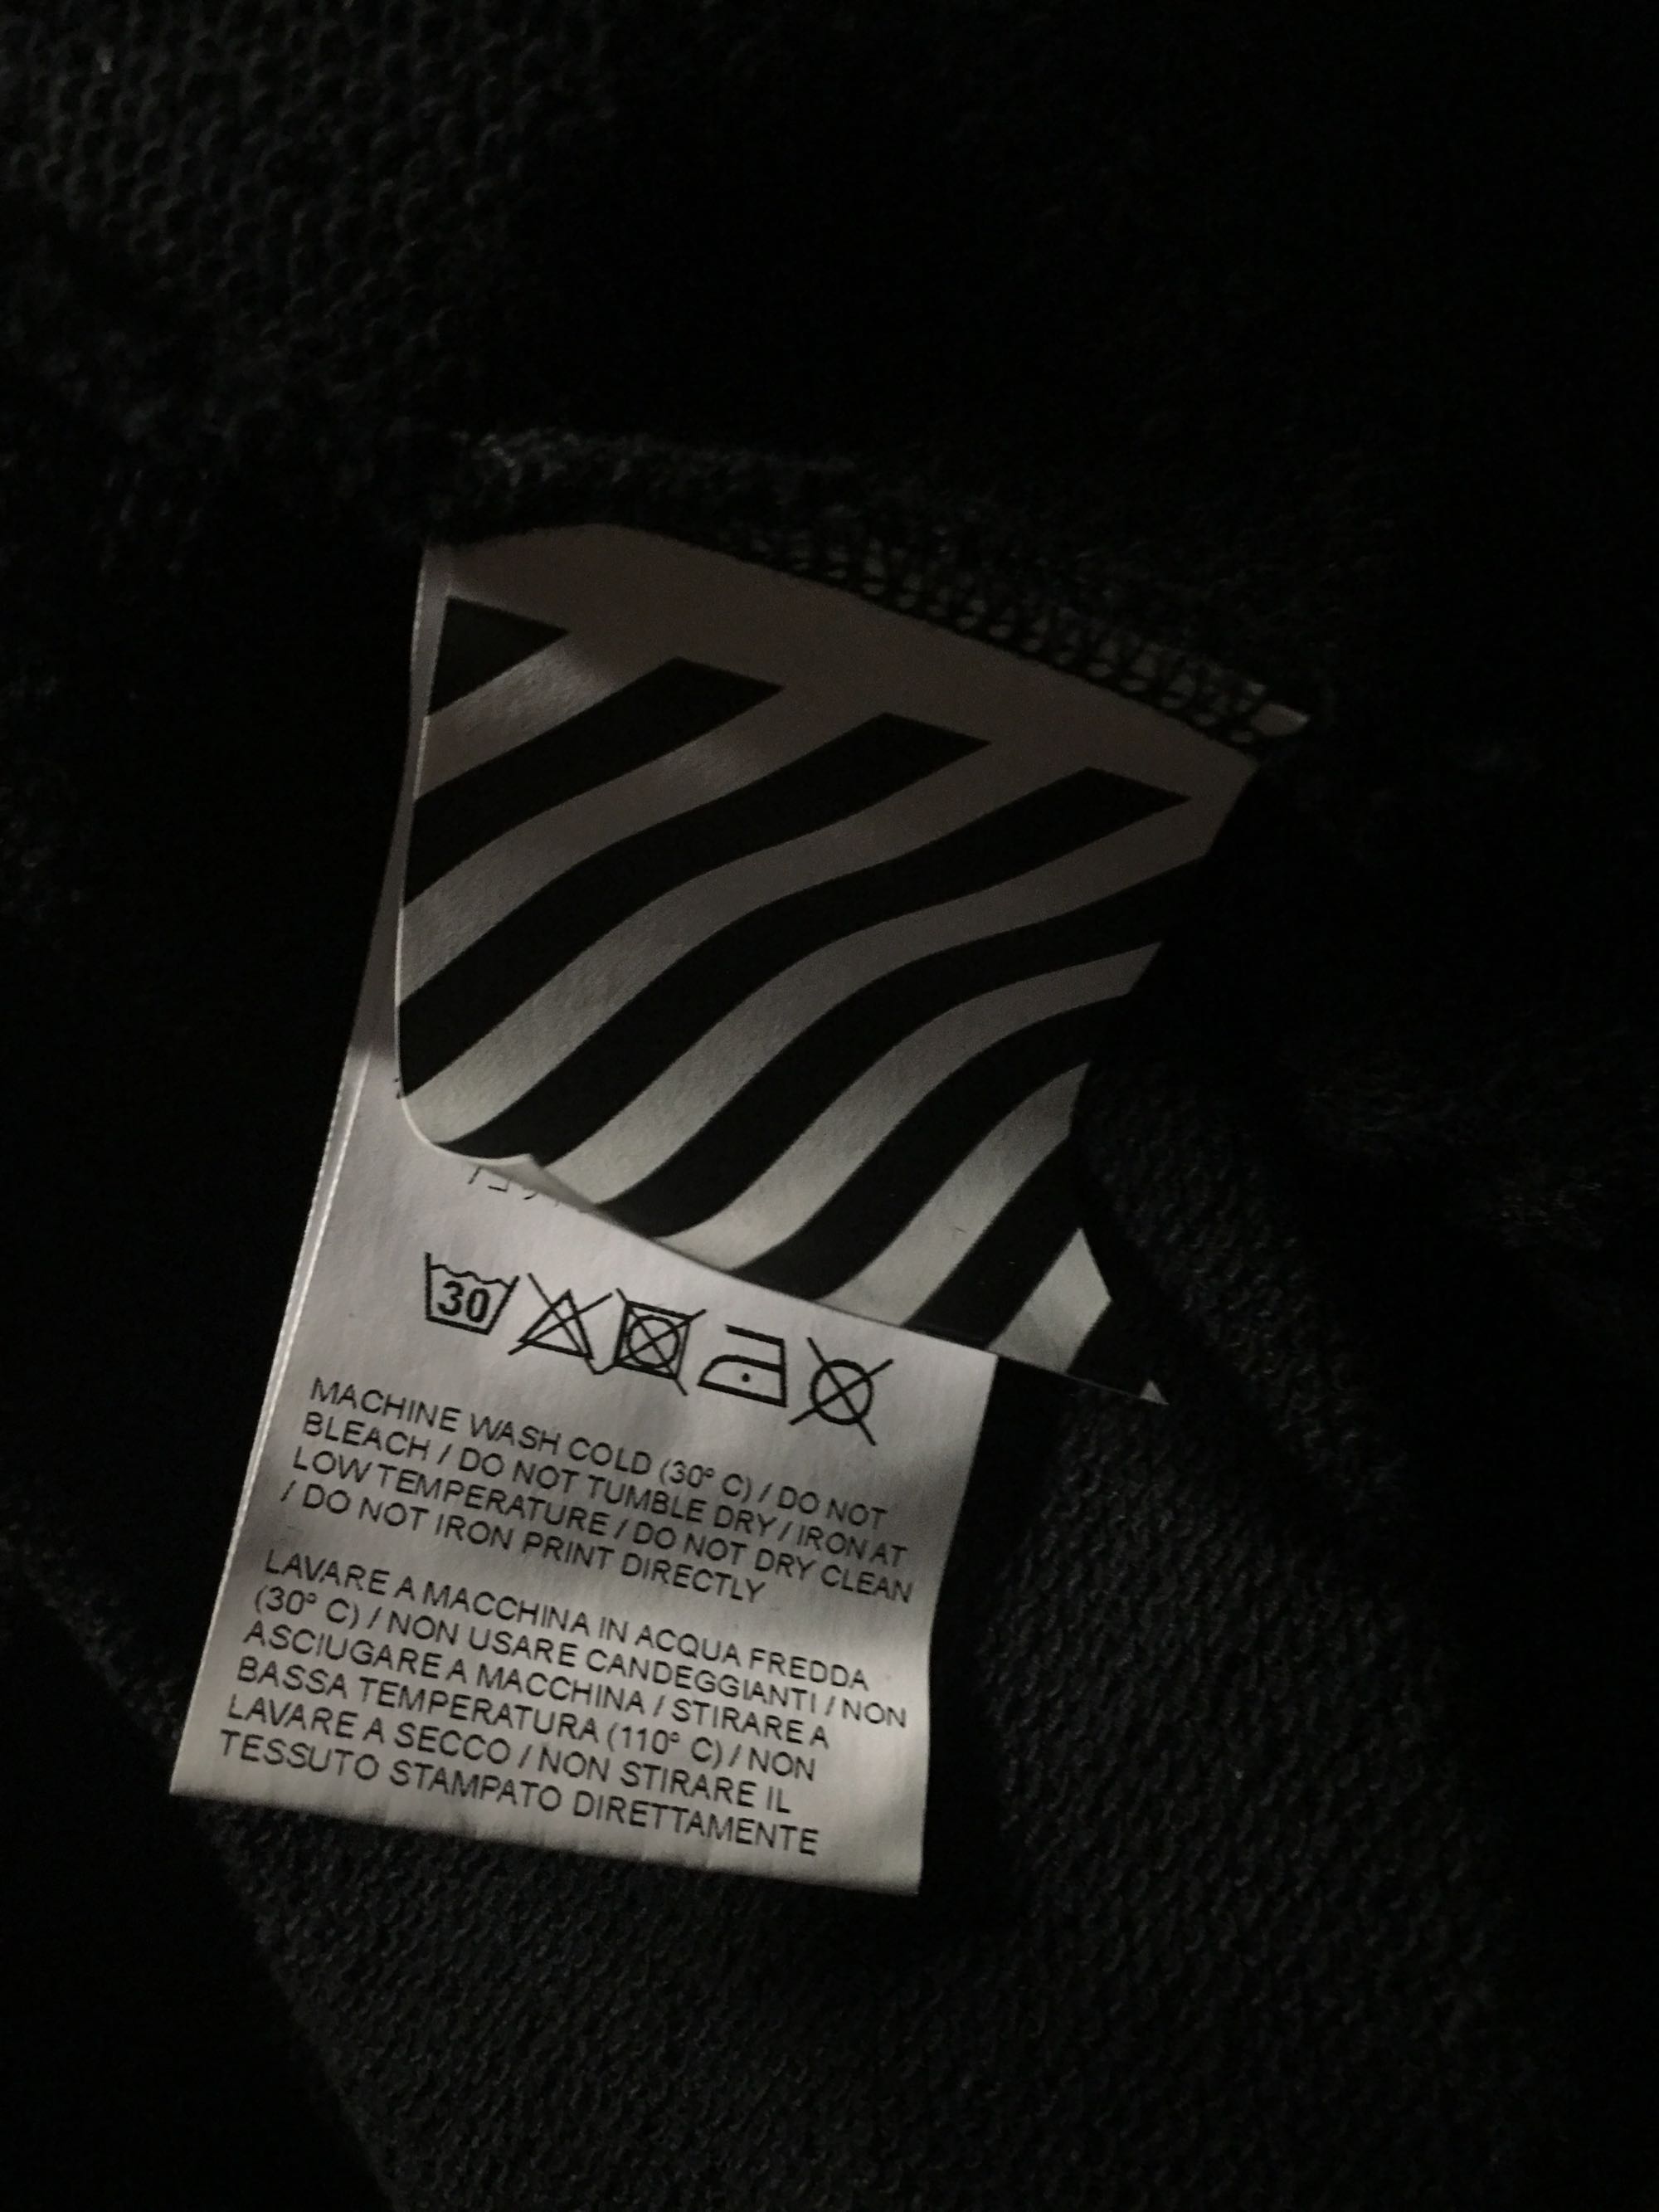 30
MACHINE WASH COLD (30° C) / DO NOT
BLEACH / DO NOT TUMBLE DRY / IRON AT
LOW TEMPERATURE / DO NOT DRY CLEAN
/ DO NOT IRON PRINT DIRECTLY
LAVARE A MACCHINA IN ACQUA FREDDA
(30° C) / NON USARE CANDEGGIANTI / NON
ASCIUGARE A MACCHINA / STIRARE A
BASSA TEMPERATURA (110° C) / NON
LAVARE A SECCO / NON STIRARE IL
TESSUTO STAMPATO DIRETTAMENTE